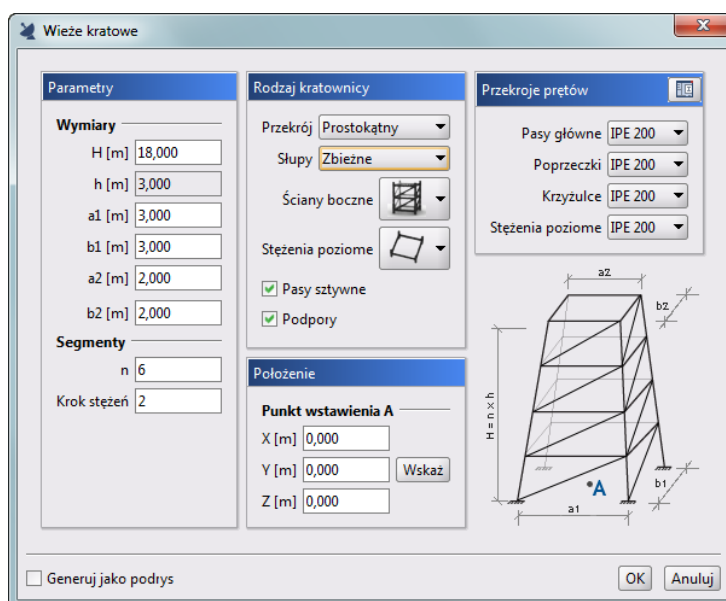 Wieże kratowe
Parametry
Wymiary
H [m] 18,000
h [m] 3,000
a1 [m] 3,000
b1 [m] 3,000
a2 [m] 2,000
b2 [m] 2,000
Segmenty
n 6
Krok stężeń 2
Rodzaj kratownicy
Przekrój Prostokątny
Słupy Zbieżne
Ściany boczne
Stężenia poziome
Pasy sztywne
Podpory
Położenie
Punkt wstawienia A
X [m] 0,000
Y [m] 0,000 Wskaż
Z [m] 0,000
Przekroje prętów
Pasy główne IPE 200
Poprzeczki IPE 200
Krzyżulce IPE 200
Stężenia poziome IPE 200
a2
b2
H = n x h
A
b1
a1
Generuj jako podrys
OK Anuluj